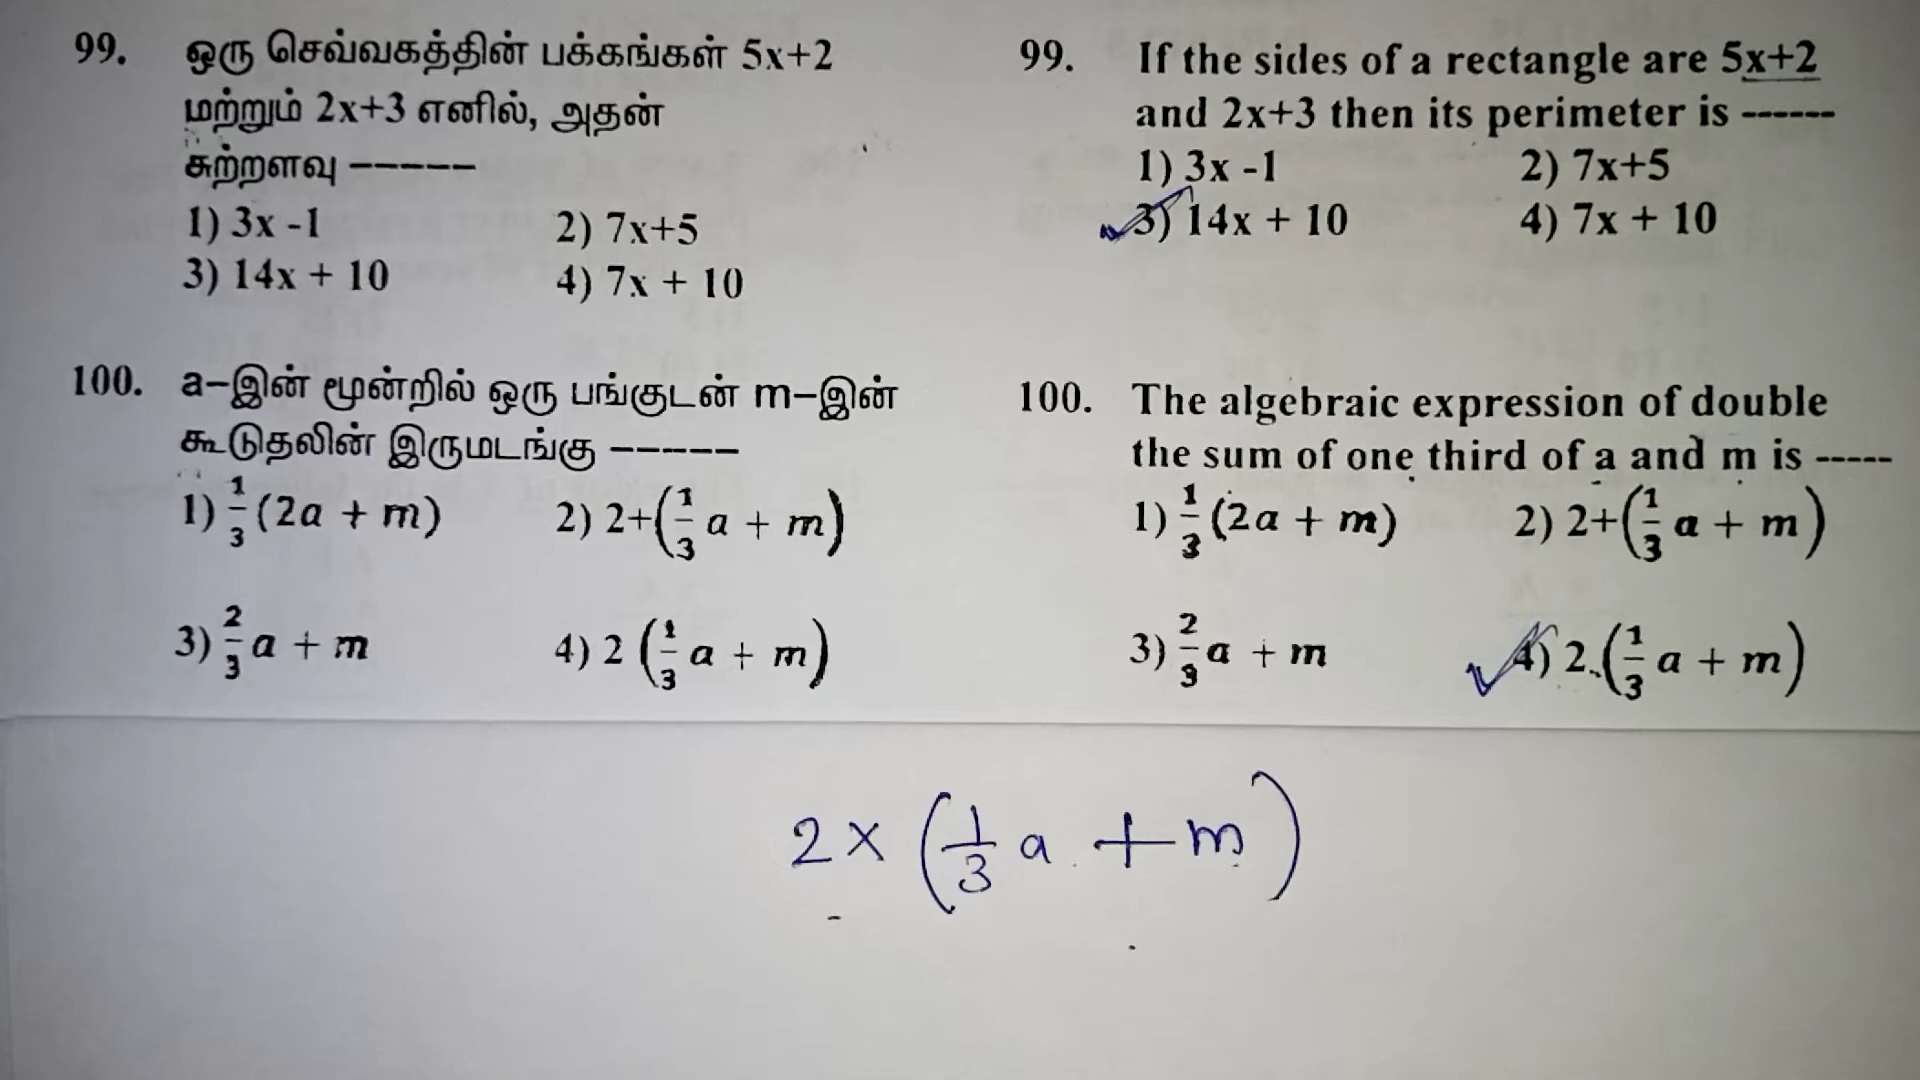 99. ஒரு செவ்வகத்தின் பக்கங்கள் 5x+2
மற்றும் 2x+3 எனில், அதன்
சுற்றளவு -----
1) 3x -1 2) 7x+5
3) 14x + 10 4) 7x + 10
100. a-இன் மூன்றில் ஒரு பங்குடன் m-இன்
கூடுதலின் இருமடங்கு -----
1) 1/3 (2a + m) 2) 2+(1/3 a + m)
3) 2/3 a + m 4) 2 (1/3 a + m)
99. If the sides of a rectangle are 5x+2
and 2x+3 then its perimeter is ------
1) 3x -1 2) 7x+5
3) 14x + 10 4) 7x + 10
100. The algebraic expression of double
the sum of one third of a and m is -----
1) 1/3 (2a + m) 2) 2+(1/3 a + m)
3) 2/3 a + m 4) 2 (1/3 a + m)
2 × (1/3 a + m)